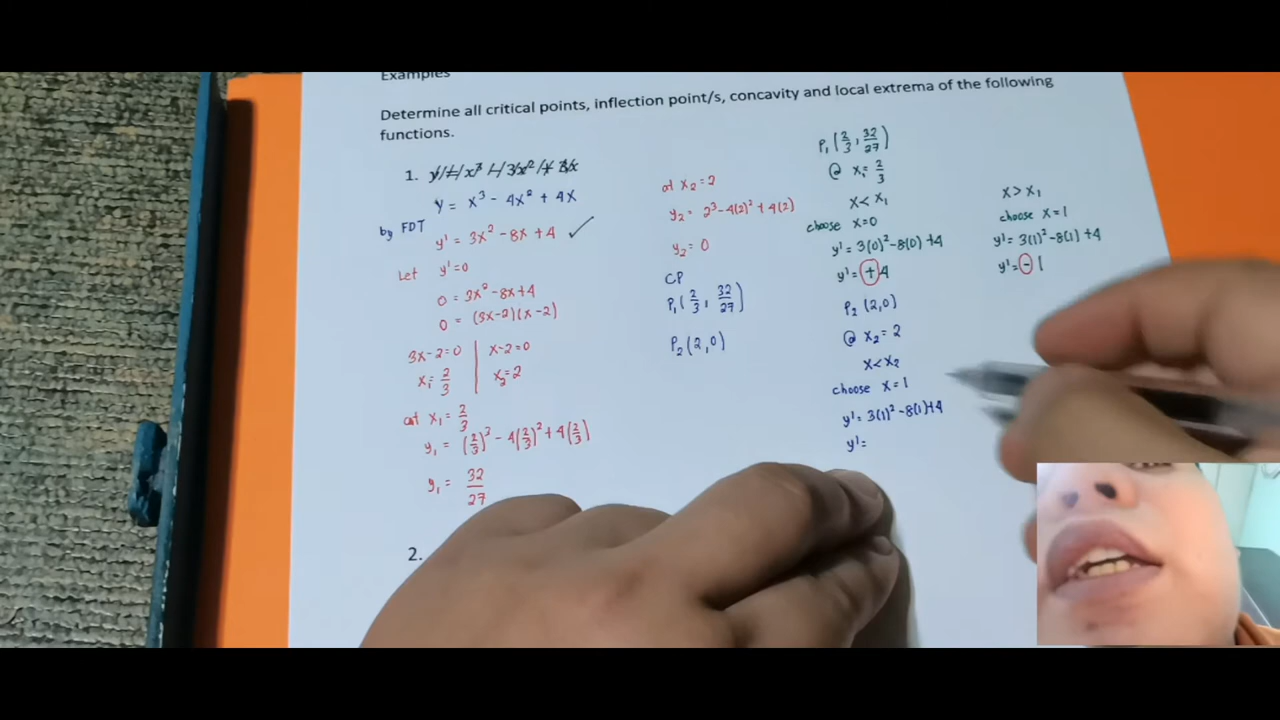 Examples
Determine all critical points, inflection point/s, concavity and local extrema of the following
functions.
1.
y = x³ - 4x² + 4x
by FDT
y' = 3x² - 8x + 4 ✓
Let y' = 0
0 = 3x² - 8x + 4
0 = (3x-2)(x-2)
3x-2=0 | x-2=0
x₁ = 2/3 | x₂ = 2
at x₁ = 2/3
y₁ = (2/3)³ - 4(2/3)² + 4(2/3)
y₁ = 32/27
2.
at x₂ = 2
y₂ = 2³ - 4(2)² + 4(2)
y₂ = 0
CP
P₁(2/3, 32/27)
P₂(2,0)
P₁(2/3, 32/27)
@ x₁ = 2/3
x < x₁
choose x=0
y' = 3(0)² - 8(0) + 4
y' = + 4
P₂(2,0)
@ x₂ = 2
x < x₂
choose x=1
y' = 3(1)² - 8(1) + 4
y' =
x > x₁
choose x=1
y' = 3(1)² - 8(1) + 4
y' = - 1